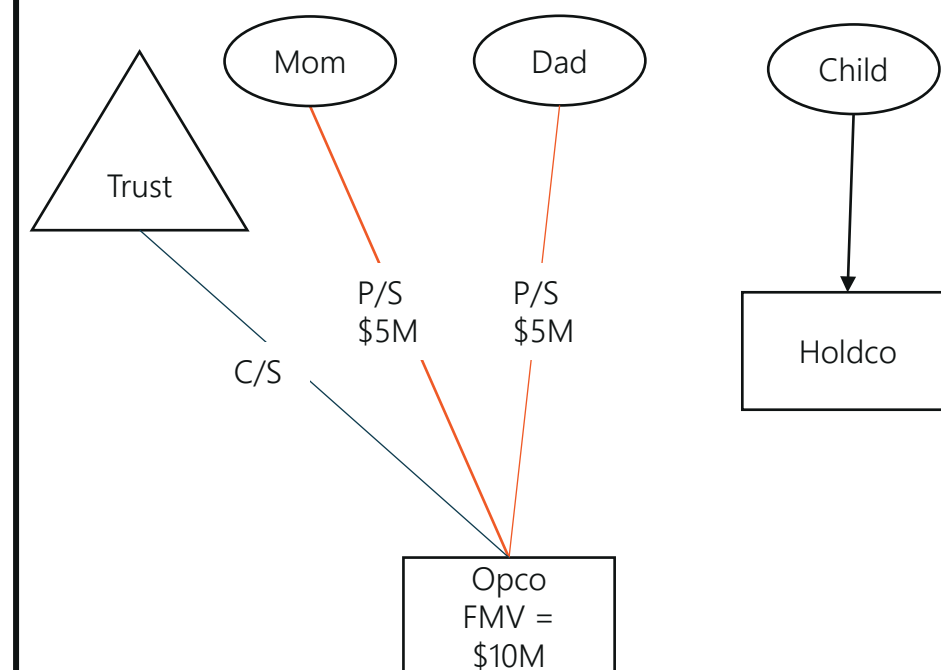 Mom
Dad
Child
Trust
P/S
$5M
P/S
$5M
Holdco
C/S
Opco
FMV =
$10M